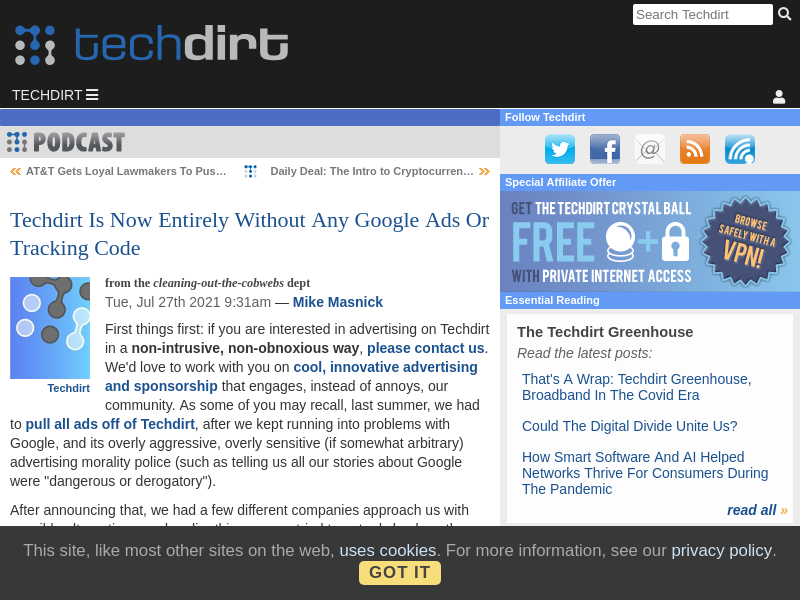 Search Techdirt
techdirt
TECHDIRT
PODCAST
AT&T Gets Loyal Lawmakers To Pus…
Daily Deal: The Intro to Cryptocurren…
Techdirt Is Now Entirely Without Any Google Ads Or
Tracking Code
Techdirt
from the cleaning-out-the-cobwebs dept
Tue, Jul 27th 2021 9:31am — Mike Masnick
First things first: if you are interested in advertising on Techdirt
in a non-intrusive, non-obnoxious way, please contact us.
We'd love to work with you on cool, innovative advertising
and sponsorship that engages, instead of annoys, our
community. As some of you may recall, last summer, we had
to pull all ads off of Techdirt, after we kept running into problems with
Google, and its overly aggressive, overly sensitive (if somewhat arbitrary)
advertising morality police (such as telling us all our stories about Google
were "dangerous or derogatory").
After announcing that, we had a few different companies approach us with
Follow Techdirt
Special Affiliate Offer
GET THE TECHDIRT CRYSTAL BALL
FREE +
WITH PRIVATE INTERNET ACCESS
BROWSE
SAFELY WITH A
VPN!
Essential Reading
The Techdirt Greenhouse
Read the latest posts:
That's A Wrap: Techdirt Greenhouse,
Broadband In The Covid Era
Could The Digital Divide Unite Us?
How Smart Software And AI Helped
Networks Thrive For Consumers During
The Pandemic
read all »
This site, like most other sites on the web, uses cookies. For more information, see our privacy policy.
GOT IT